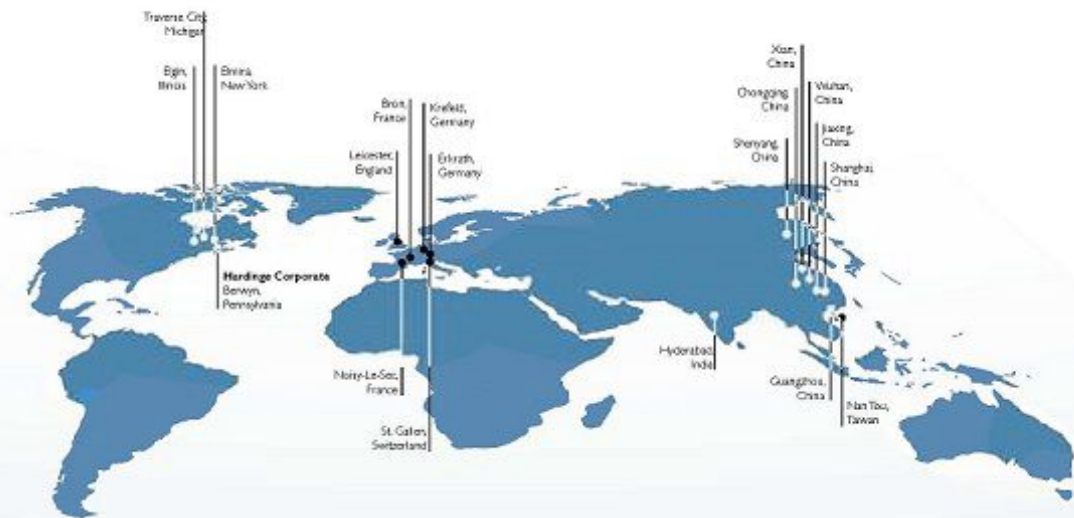 Traverse City,
Michigan
Elgin,
Illinois
Elmira,
New York
Hardinge Corporate
Berwyn,
Pennsylvania
Bron,
France
Krefeld,
Germany
Leicester,
England
Erkrath,
Germany
Noisy-Le-Sec,
France
St. Gallen,
Switzerland
Xian,
China
Chongqing,
China
Wuhan,
China
Shenyang,
China
Jiaxing,
China
Shanghai,
China
Hyderabad,
India
Guangzhou,
China
Nan Tou,
Taiwan